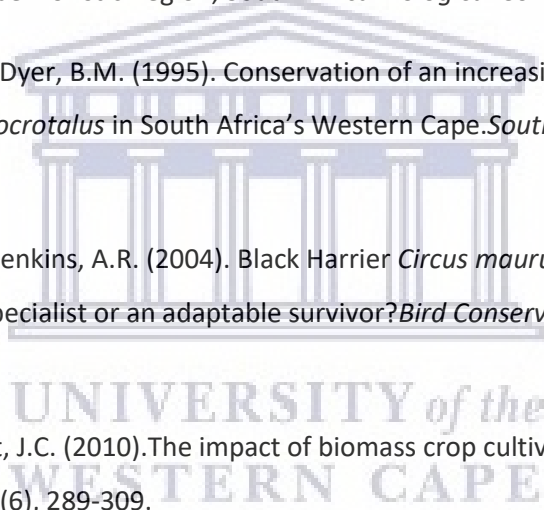 Dyer, B.M. (1995). Conservation of an increasi
ocrotalus in South Africa's Western Cape.South
enkins, A.R. (2004). Black Harrier Circus mauru
pecialist or an adaptable survivor?Bird Conserv
UNIVERSITY of the
t, J.C. (2010).The impact of biomass crop cultiv
WESTERN CAPE
(6), 289-309.